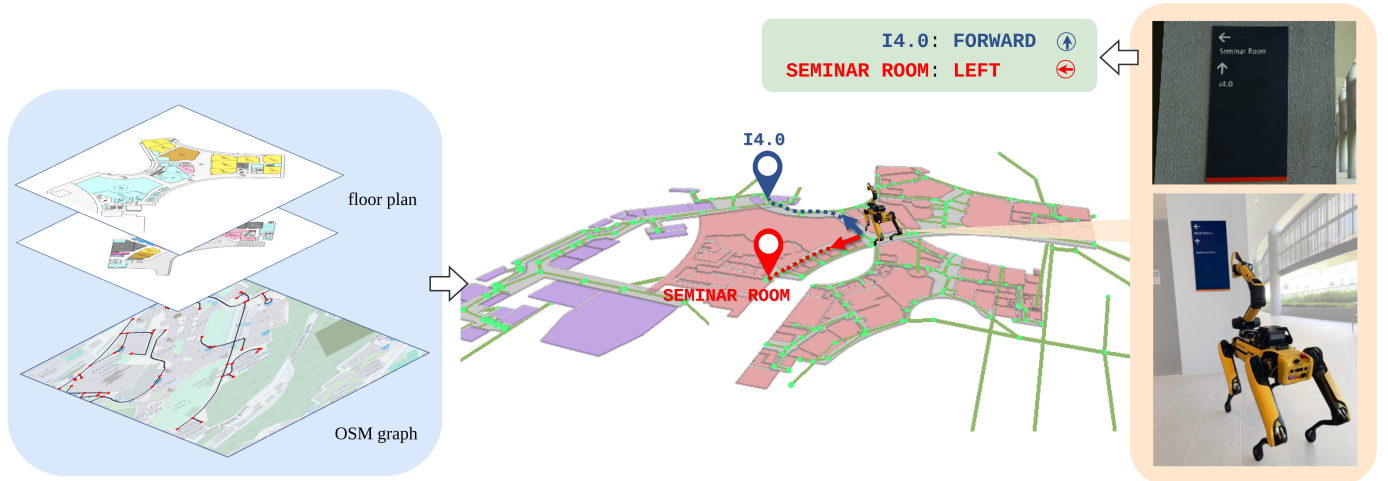 floor plan
OSM graph
I4.0: FORWARD
SEMINAR ROOM: LEFT
I4.0
SEMINAR ROOM
Seminar Room
i4.0